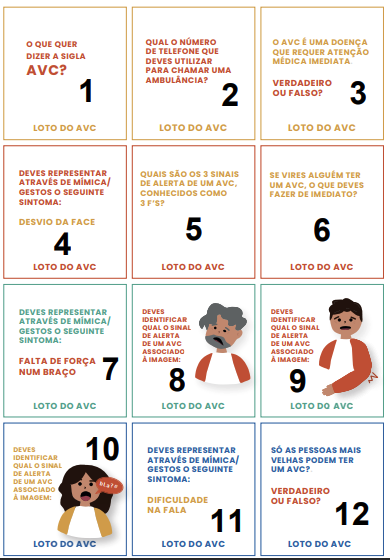 O QUE QUER
DIZER A SIGLA
AVC?
1
LOTO DO AVC
QUAL O NÚMERO
DE TELEFONE QUE
DEVES UTILIZAR
PARA CHAMAR UMA
AMBULÂNCIA?
2
LOTO DO AVC
O AVC É UMA DOENÇA
QUE REQUER ATENÇÃO
MÉDICA IMEDIATA
VERDADEIRO
OU FALSO?
3
LOTO DO AVC
DEVES REPRESENTAR
ATRAVÉS DE MÍMICA/
GESTOS O SEGUINTE
SINTOMA:
DESVIO DA FACE
4
LOTO DO AVC
QUAIS SÃO OS 3 SINAIS
DE ALERTA DE UM AVC,
CONHECIDOS COMO
3 F'S?
5
LOTO DO AVC
SE VIRES ALGUÉM TER
UM AVC, O QUE DEVES
FAZER DE IMEDIATO?
6
LOTO DO AVC
DEVES REPRESENTAR
ATRAVÉS DE MÍMICA/
GESTOS O SEGUINTE
SINTOMA:
FALTA DE FORÇA
NUM BRAÇO
7
LOTO DO AVC
DEVES
IDENTIFICAR
QUAL O SINAL
DE ALERTA
DE UM AVC
ASSOCIADO
À IMAGEM:
8
LOTO DO AVC
DEVES
IDENTIFICAR
QUAL O SINAL
DE ALERTA
DE UM AVC
ASSOCIADO
À IMAGEM:
9
LOTO DO AVC
10
DEVES
IDENTIFICAR
QUAL O SINAL
DE ALERTA
DE UM AVC
ASSOCIADO
À IMAGEM:
LOTO DO AVC
DEVES REPRESENTAR
ATRAVÉS DE MÍMICA/
GESTOS O SEGUINTE
SINTOMA:
DIFICULDADE
NA FALA
11
LOTO DO AVC
SÓ AS PESSOAS MAIS
VELHAS PODEM TER
UM AVC?
VERDADEIRO
OU FALSO?
12
LOTO DO AVC